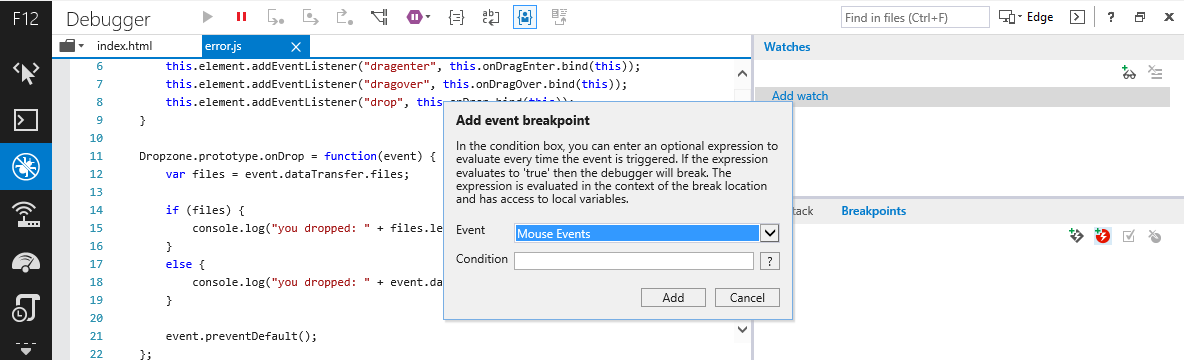 F12 Debugger Find in files (Ctrl+F) Edge ?
index.html error.js Watches
6 this.element.addEventListener("dragenter", this.onDragEnter.bind(this));
7 this.element.addEventListener("dragover", this.onDragOver.bind(this));
8 this.element.addEventListener("drop", this.onDrop.bind(this));
Add watch
9 }
10
11 Dropzone.prototype.onDrop = function(event) {
12 var files = event.dataTransfer.files;
13
14 if (files) {
15 console.log("you dropped: " + files.le
16 }
17 else {
18 console.log("you dropped: " + event.da
19 }
20
21 event.preventDefault();
22 };
Add event breakpoint
In the condition box, you can enter an optional expression to
evaluate every time the event is triggered. If the expression
evaluates to 'true' then the debugger will break. The
expression is evaluated in the context of the break location
and has access to local variables.
Event Mouse Events
Condition ?
Add Cancel
tack Breakpoints